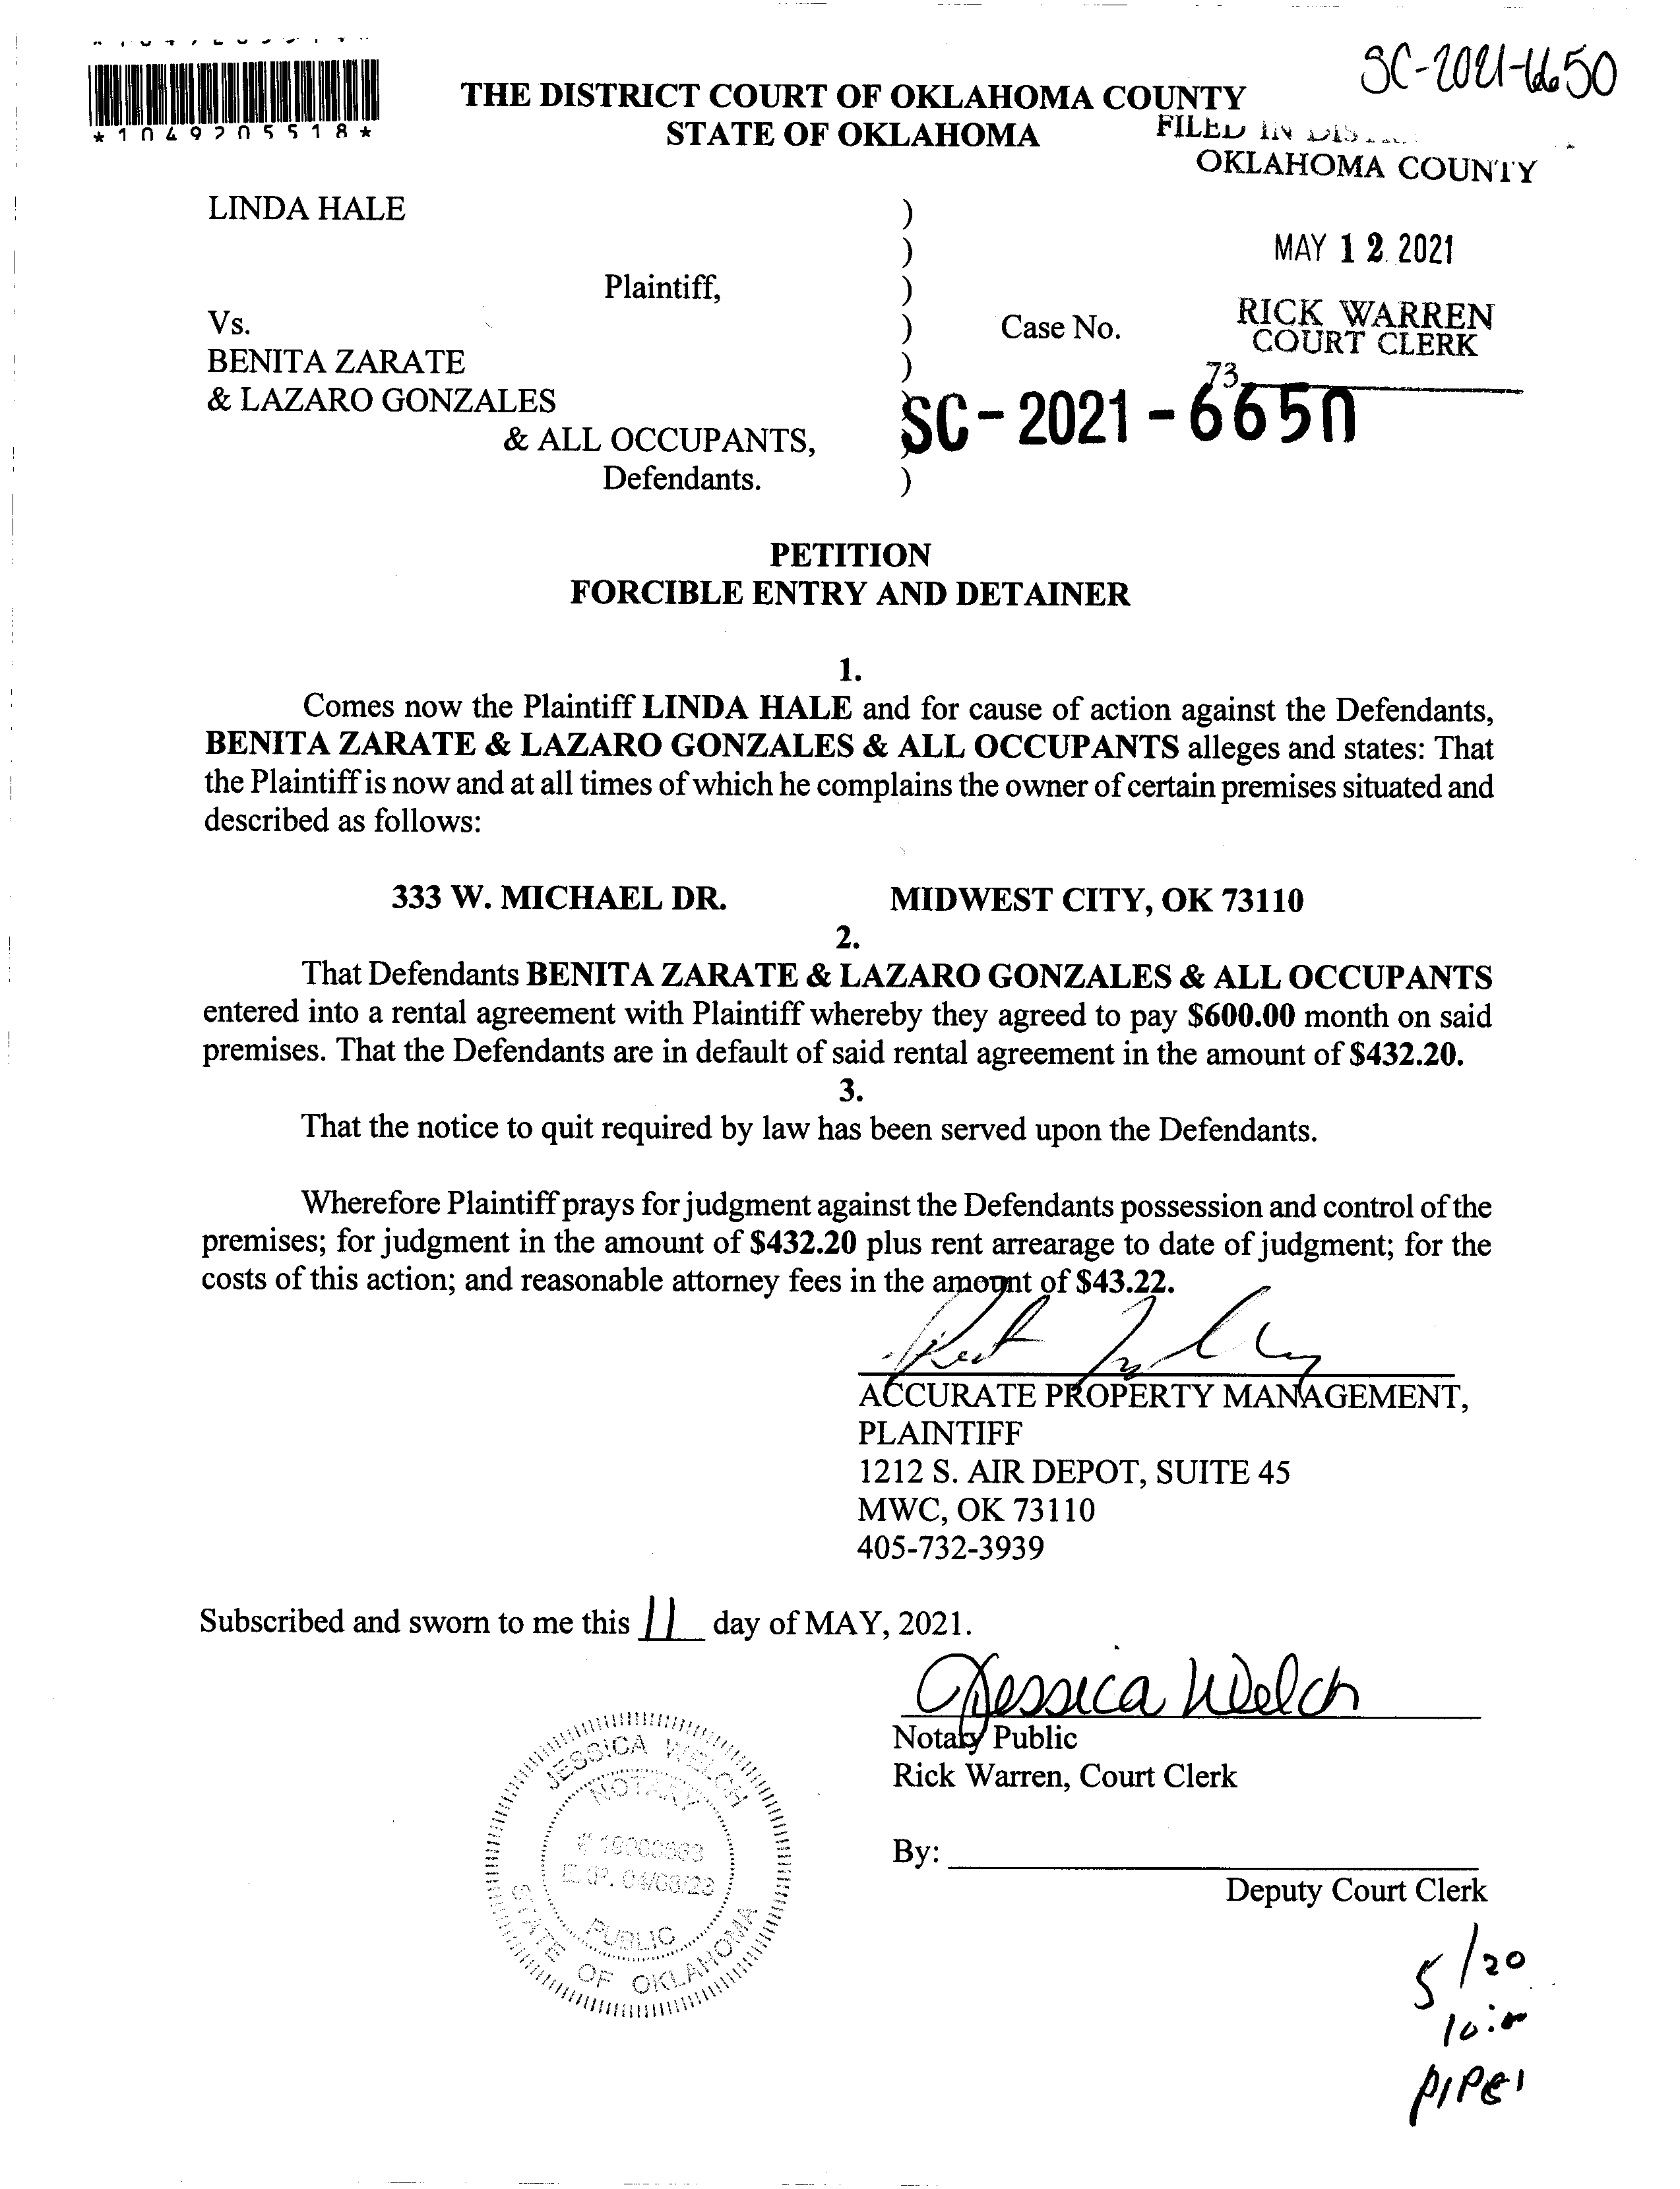 SC-2021-6650
*1049205518*
THE DISTRICT COURT OF OKLAHOMA COUNTY
STATE OF OKLAHOMA
FILED IN
OKLAHOMA COUNTY
LINDA HALE )
)
MAY 12 2021
Plaintiff, )
Vs. ) Case No.
RICK WARREN
COURT CLERK
BENITA ZARATE )
73
& LAZARO GONZALES )
SC-2021-6650
& ALL OCCUPANTS, )
Defendants. )
PETITION
FORCIBLE ENTRY AND DETAINER
1.
Comes now the Plaintiff LINDA HALE and for cause of action against the Defendants,
BENITA ZARATE & LAZARO GONZALES & ALL OCCUPANTS alleges and states: That
the Plaintiff is now and at all times of which he complains the owner of certain premises situated and
described as follows:
333 W. MICHAEL DR. MIDWEST CITY, OK 73110
2.
That Defendants BENITA ZARATE & LAZARO GONZALES & ALL OCCUPANTS
entered into a rental agreement with Plaintiff whereby they agreed to pay $600.00 month on said
premises. That the Defendants are in default of said rental agreement in the amount of $432.20.
3.
That the notice to quit required by law has been served upon the Defendants.
Wherefore Plaintiff prays for judgment against the Defendants possession and control of the
premises; for judgment in the amount of $432.20 plus rent arrearage to date of judgment; for the
costs of this action; and reasonable attorney fees in the amount of $43.22.
ACCURATE PROPERTY MANAGEMENT,
PLAINTIFF
1212 S. AIR DEPOT, SUITE 45
MWC, OK 73110
405-732-3939
Subscribed and sworn to me this 11 day of MAY, 2021.
Jessica Welch
Notary Public
Rick Warren, Court Clerk
JESSICA WELCH
NOTARY
EXP. 04/03/23
PUBLIC
STATE OF OKLAHOMA
By:
Deputy Court Clerk
5/20